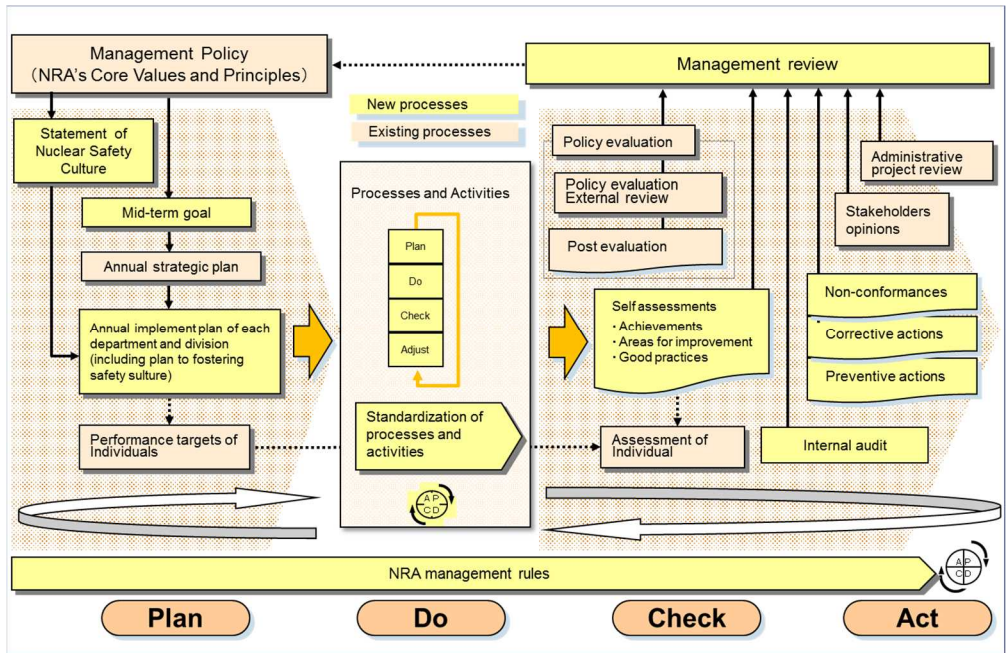 Management Policy
（NRA's Core Values and Principles）
Management review
New processes
Existing processes
Statement of
Nuclear Safety
Culture
Mid-term goal
Annual strategic plan
Annual implement plan of each
department and division
(including plan to fostering
safety sulture)
Performance targets of
Individuals
Processes and Activities
Plan
Do
Check
Adjust
Standardization of
processes and
activities
A P
C D
Policy evaluation
Policy evaluation
External review
Post evaluation
Self assessments
・Achievements
・Areas for improvement
・Good practices
Assessment of
Individual
Administrative
project review
Stakeholders
opinions
Non-conformances
Corrective actions
Preventive actions
Internal audit
NRA management rules
A P
C D
Plan
Do
Check
Act